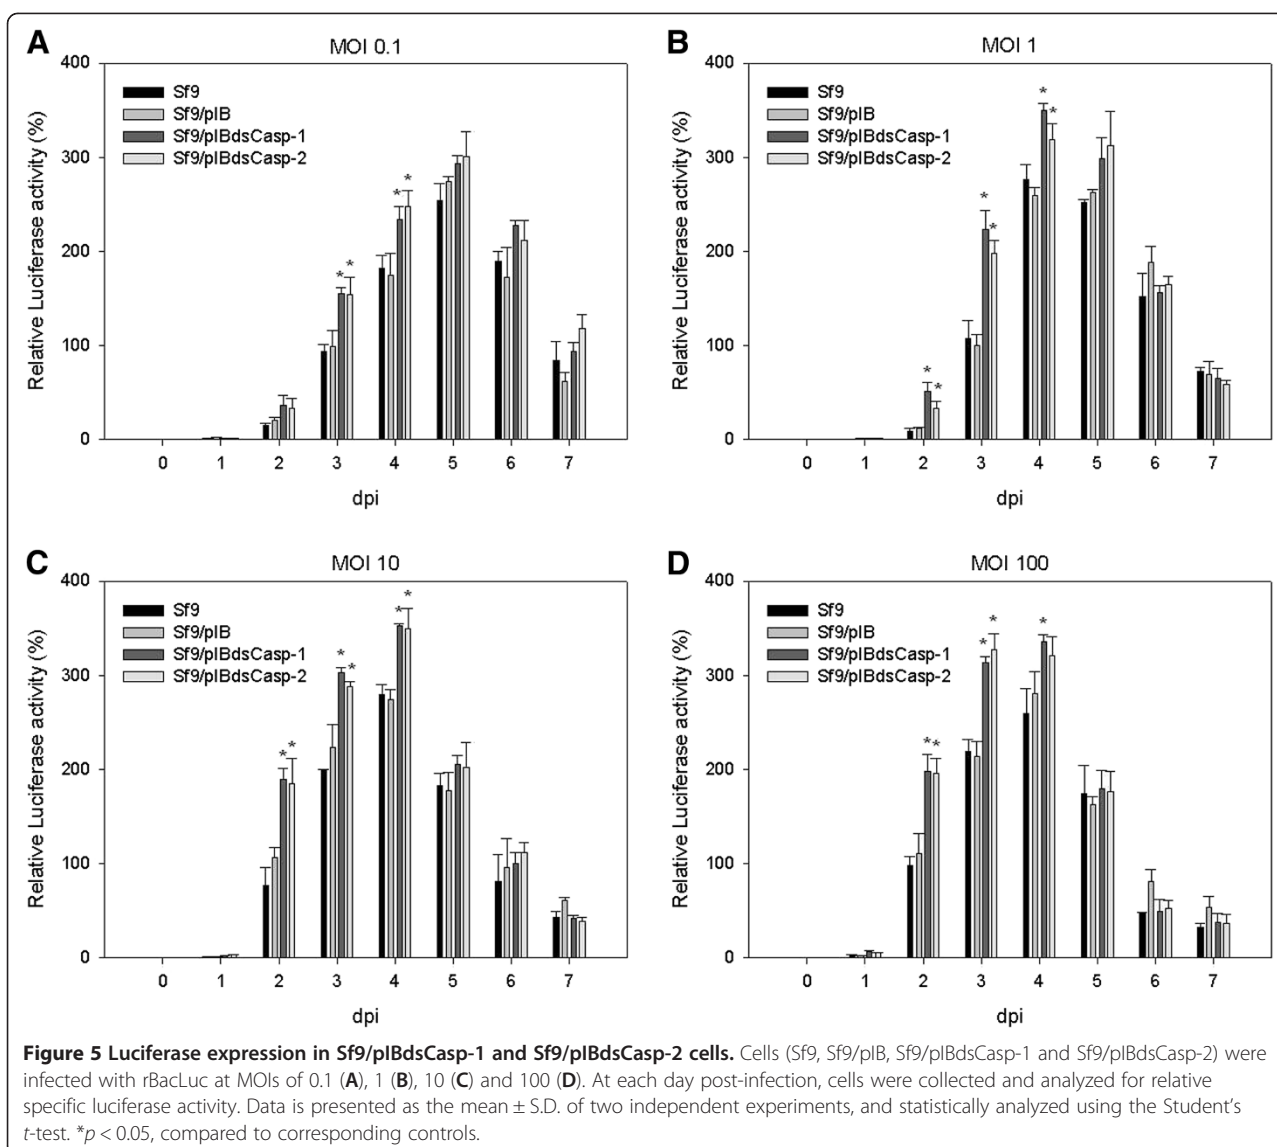 A
MOI 0.1
Relative Luciferase activity (%)
400
300
200
100
0
Sf9
Sf9/pIB
Sf9/pIBdsCasp-1
Sf9/pIBdsCasp-2
* * * *
0 1 2 3 4 5 6 7
dpi
B
MOI 1
Relative Luciferase activity (%)
400
300
200
100
0
Sf9
Sf9/pIB
Sf9/pIBdsCasp-1
Sf9/pIBdsCasp-2
* * * * * *
0 1 2 3 4 5 6 7
dpi
C
MOI 10
Relative Luciferase activity (%)
400
300
200
100
0
Sf9
Sf9/pIB
Sf9/pIBdsCasp-1
Sf9/pIBdsCasp-2
* * * * * *
0 1 2 3 4 5 6 7
dpi
D
MOI 100
Relative Luciferase activity (%)
400
300
200
100
0
Sf9
Sf9/pIB
Sf9/pIBdsCasp-1
Sf9/pIBdsCasp-2
* * * * *
0 1 2 3 4 5 6 7
dpi
Figure 5 Luciferase expression in Sf9/pIBdsCasp-1 and Sf9/pIBdsCasp-2 cells. Cells (Sf9, Sf9/pIB, Sf9/pIBdsCasp-1 and Sf9/pIBdsCasp-2) were
infected with rBacLuc at MOIs of 0.1 (A), 1 (B), 10 (C) and 100 (D). At each day post-infection, cells were collected and analyzed for relative
specific luciferase activity. Data is presented as the mean ± S.D. of two independent experiments, and statistically analyzed using the Student's
t-test. *p < 0.05, compared to corresponding controls.